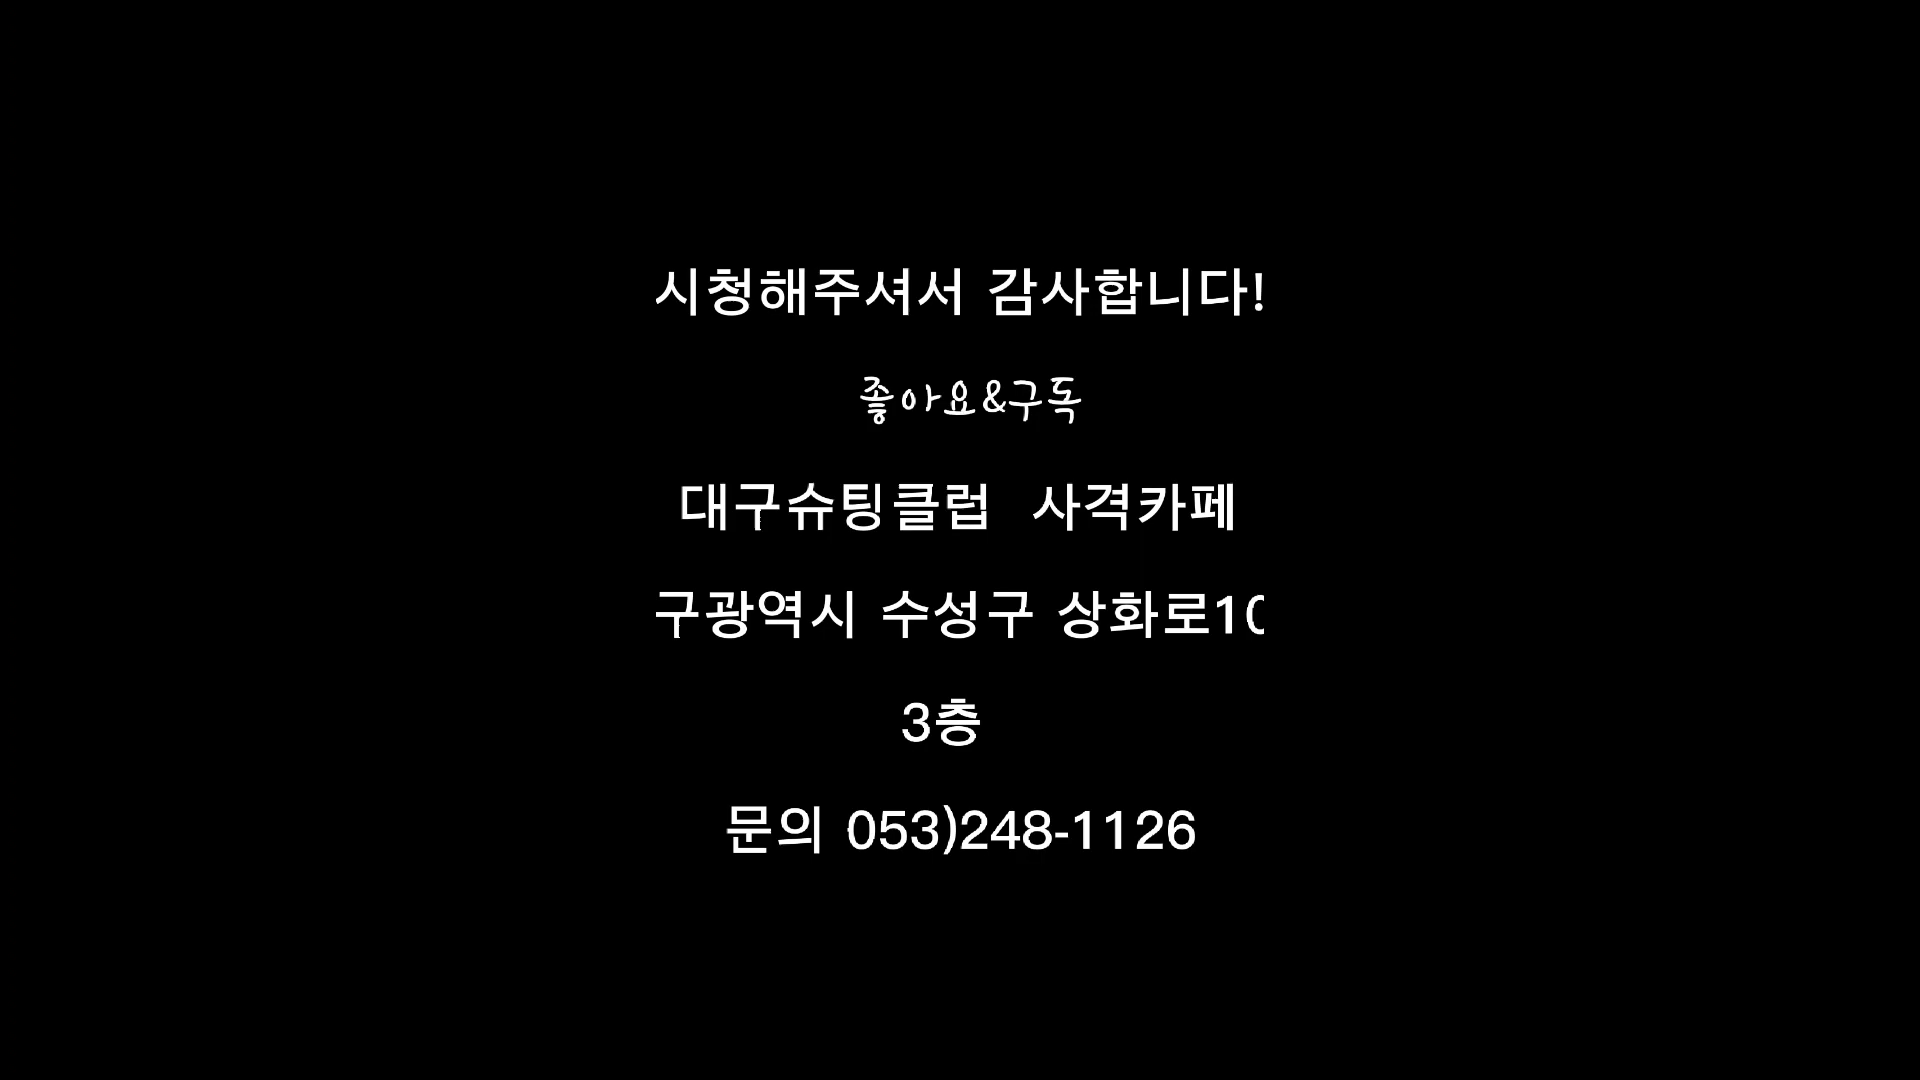 시청해주셔서 감사합니다!
좋아요&구독
대구슈팅클럽 사격카페
구광역시 수성구 상화로10
3층
문의 053)248-1126